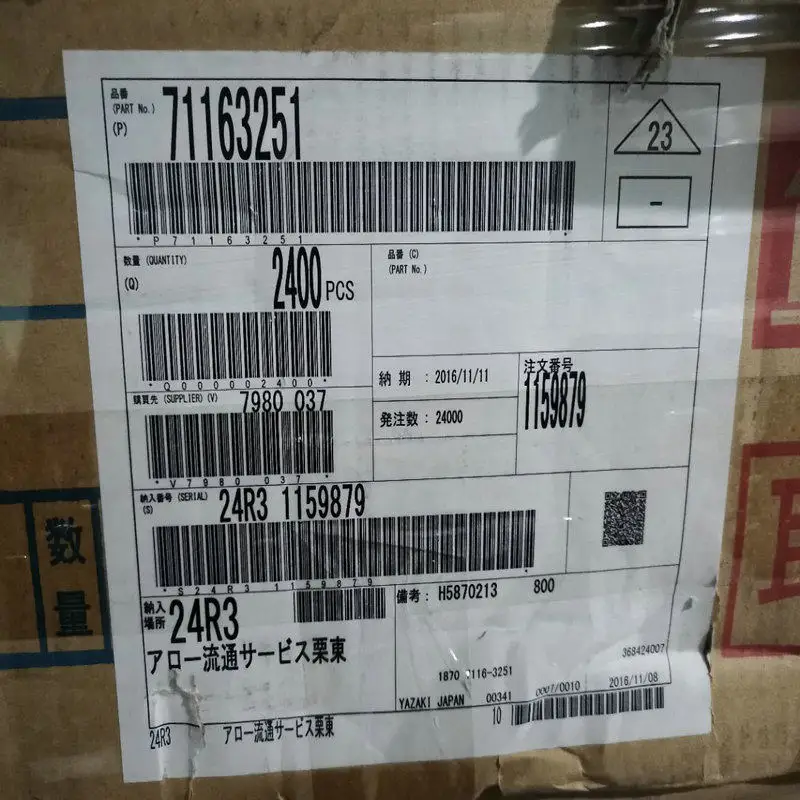 品番
(PART No.)
(P)
71163251
23
-
*P71163251
数量 (QUANTITY)
(Q)
2400 PCS
*Q0000002400*
品番 (C)
(PART No.)
納 期 : 2016/11/11
発注数 : 24000
注文番号
1159879
購買先 (SUPPLIER) (V) 7980 037
*V7980 037*
納入番号 (SERIAL)
(S)
24R3 1159879
*S24R3 1159879
納入
場所
24R3
アロー流通サービス栗東
備考 : H5870213 800
368424007
1870 116-3251
YAZAKI JAPAN 00341 0007/0010 2016/11/08
10
24R3 アロー流通サービス栗東
数
量
取